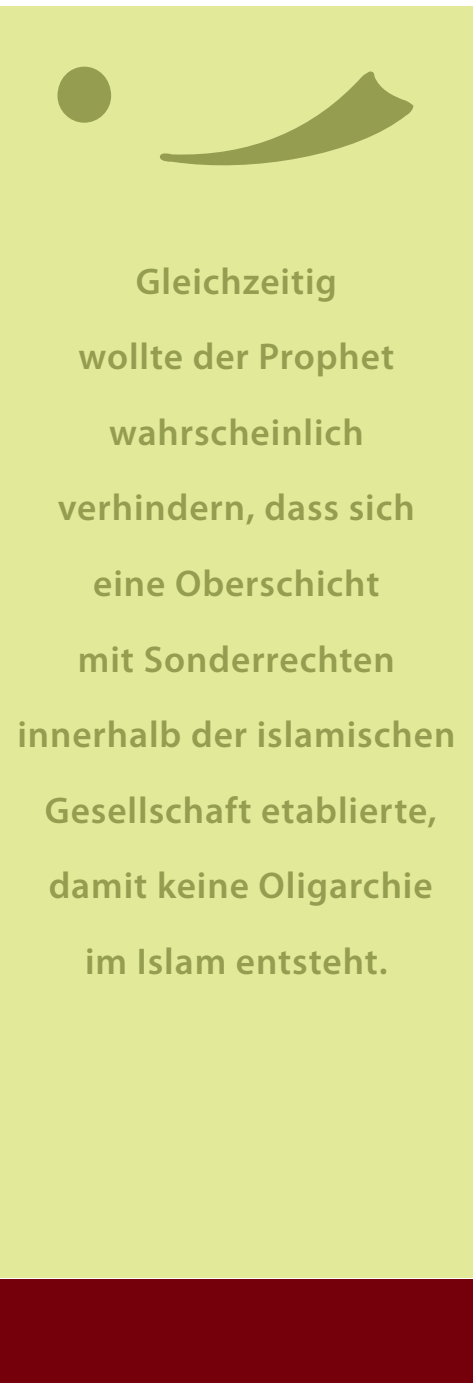 Gleichzeitig
wollte der Prophet
wahrscheinlich
verhindern, dass sich
eine Oberschicht
mit Sonderrechten
innerhalb der islamischen
Gesellschaft etablierte,
damit keine Oligarchie
im Islam entsteht.